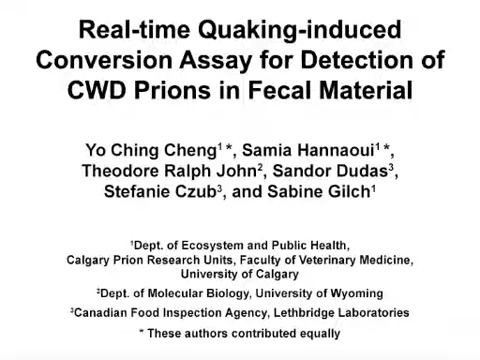 Real-time Quaking-induced
Conversion Assay for Detection of
CWD Prions in Fecal Material
Yo Ching Cheng¹*, Samia Hannaoui¹*,
Theodore Ralph John², Sandor Dudas³,
Stefanie Czub³, and Sabine Gilch¹
¹Dept. of Ecosystem and Public Health,
Calgary Prion Research Units, Faculty of Veterinary Medicine,
University of Calgary
²Dept. of Molecular Biology, University of Wyoming
³Canadian Food Inspection Agency, Lethbridge Laboratories
* These authors contributed equally